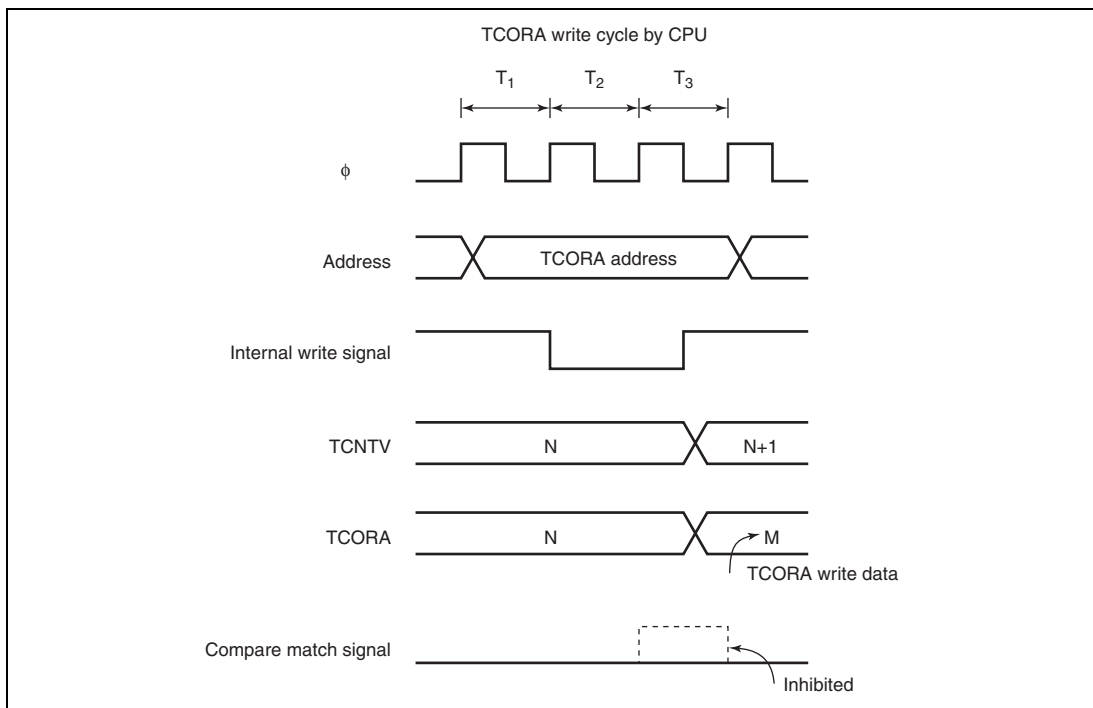 TCORA write cycle by CPU
T1 T2 T3
ϕ
Address TCORA address
Internal write signal
TCNTV N N+1
TCORA N M
TCORA write data
Compare match signal
Inhibited